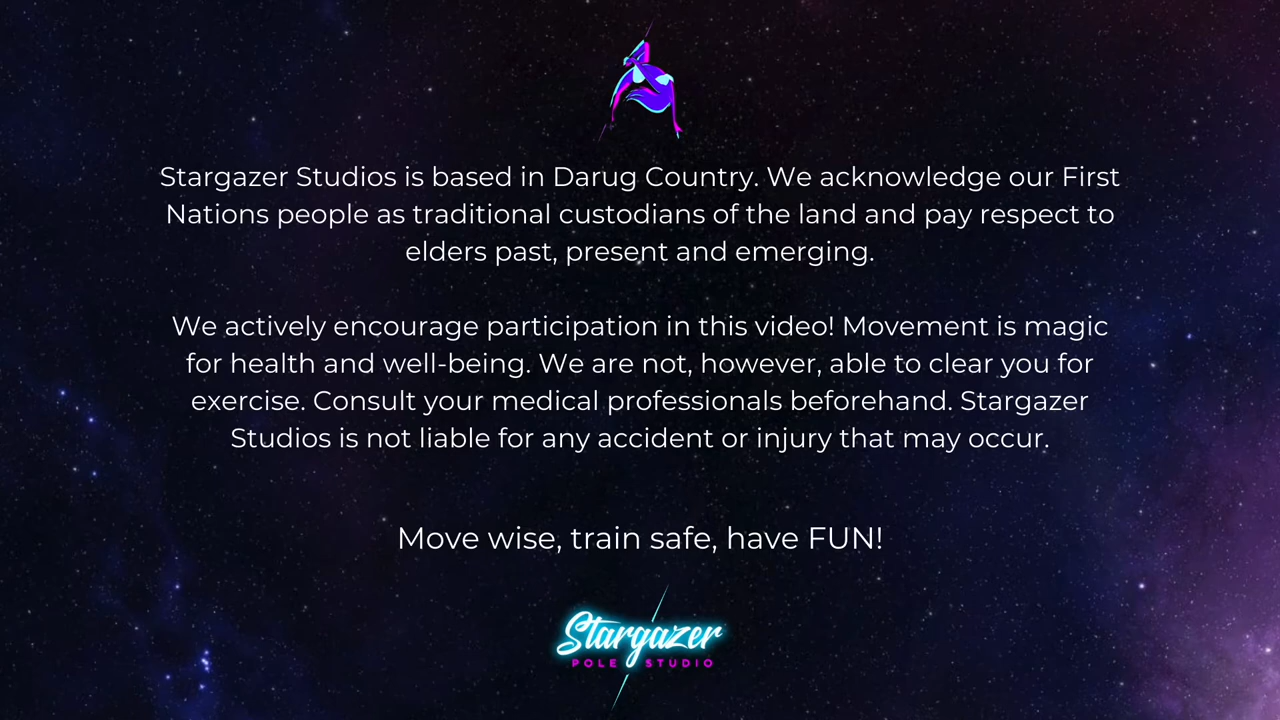 Stargazer Studios is based in Darug Country. We acknowledge our First
Nations people as traditional custodians of the land and pay respect to
elders past, present and emerging.
We actively encourage participation in this video! Movement is magic
for health and well-being. We are not, however, able to clear you for
exercise. Consult your medical professionals beforehand. Stargazer
Studios is not liable for any accident or injury that may occur.
Move wise, train safe, have FUN!
Stargazer
POLE STUDIO